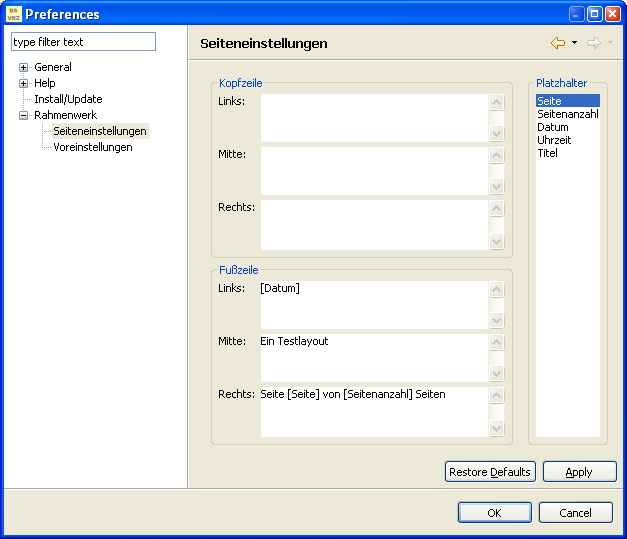 BS VBZ Preferences
type filter text
General
Help
Install/Update
Rahmenwerk
Seiteneinstellungen
Voreinstellungen
Seiteneinstellungen
Kopfzeile
Links:
Mitte:
Rechts:
Fußzeile
Links: [Datum]
Mitte: Ein Testlayout
Rechts: Seite [Seite] von [Seitenanzahl] Seiten
Platzhalter
Seite
Seitenanzahl
Datum
Uhrzeit
Titel
Restore Defaults Apply
OK Cancel